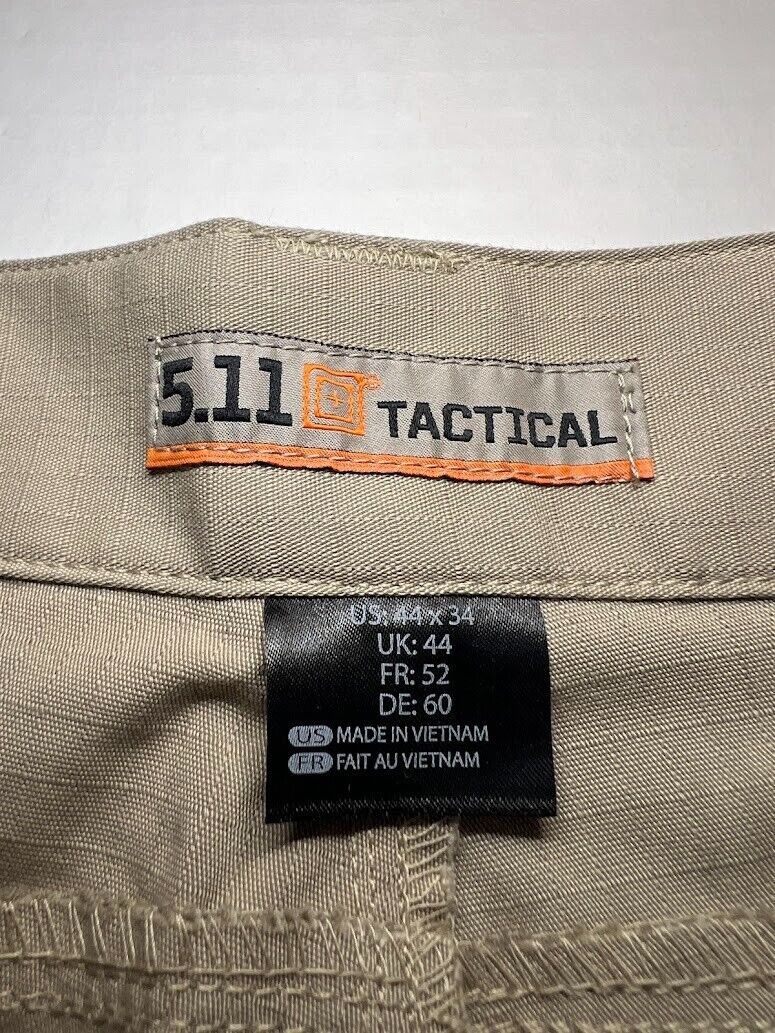 5.11 TACTICAL
US: 44 x 34
UK: 44
FR: 52
DE: 60
US MADE IN VIETNAM
FR FAIT AU VIETNAM